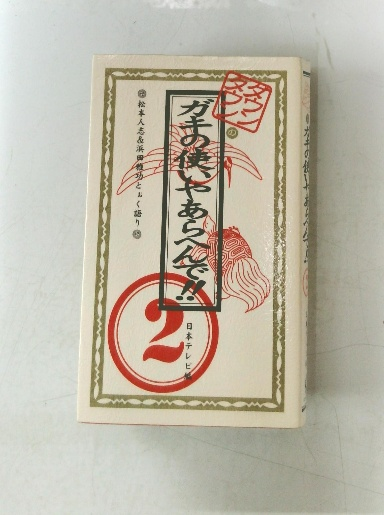 ダウンタウン
の
ガキの使いやあらへんで!!
松本人志&浜田雅功とぉく語り
2
日本テレビ編
ガキの使いやあらへんで!!